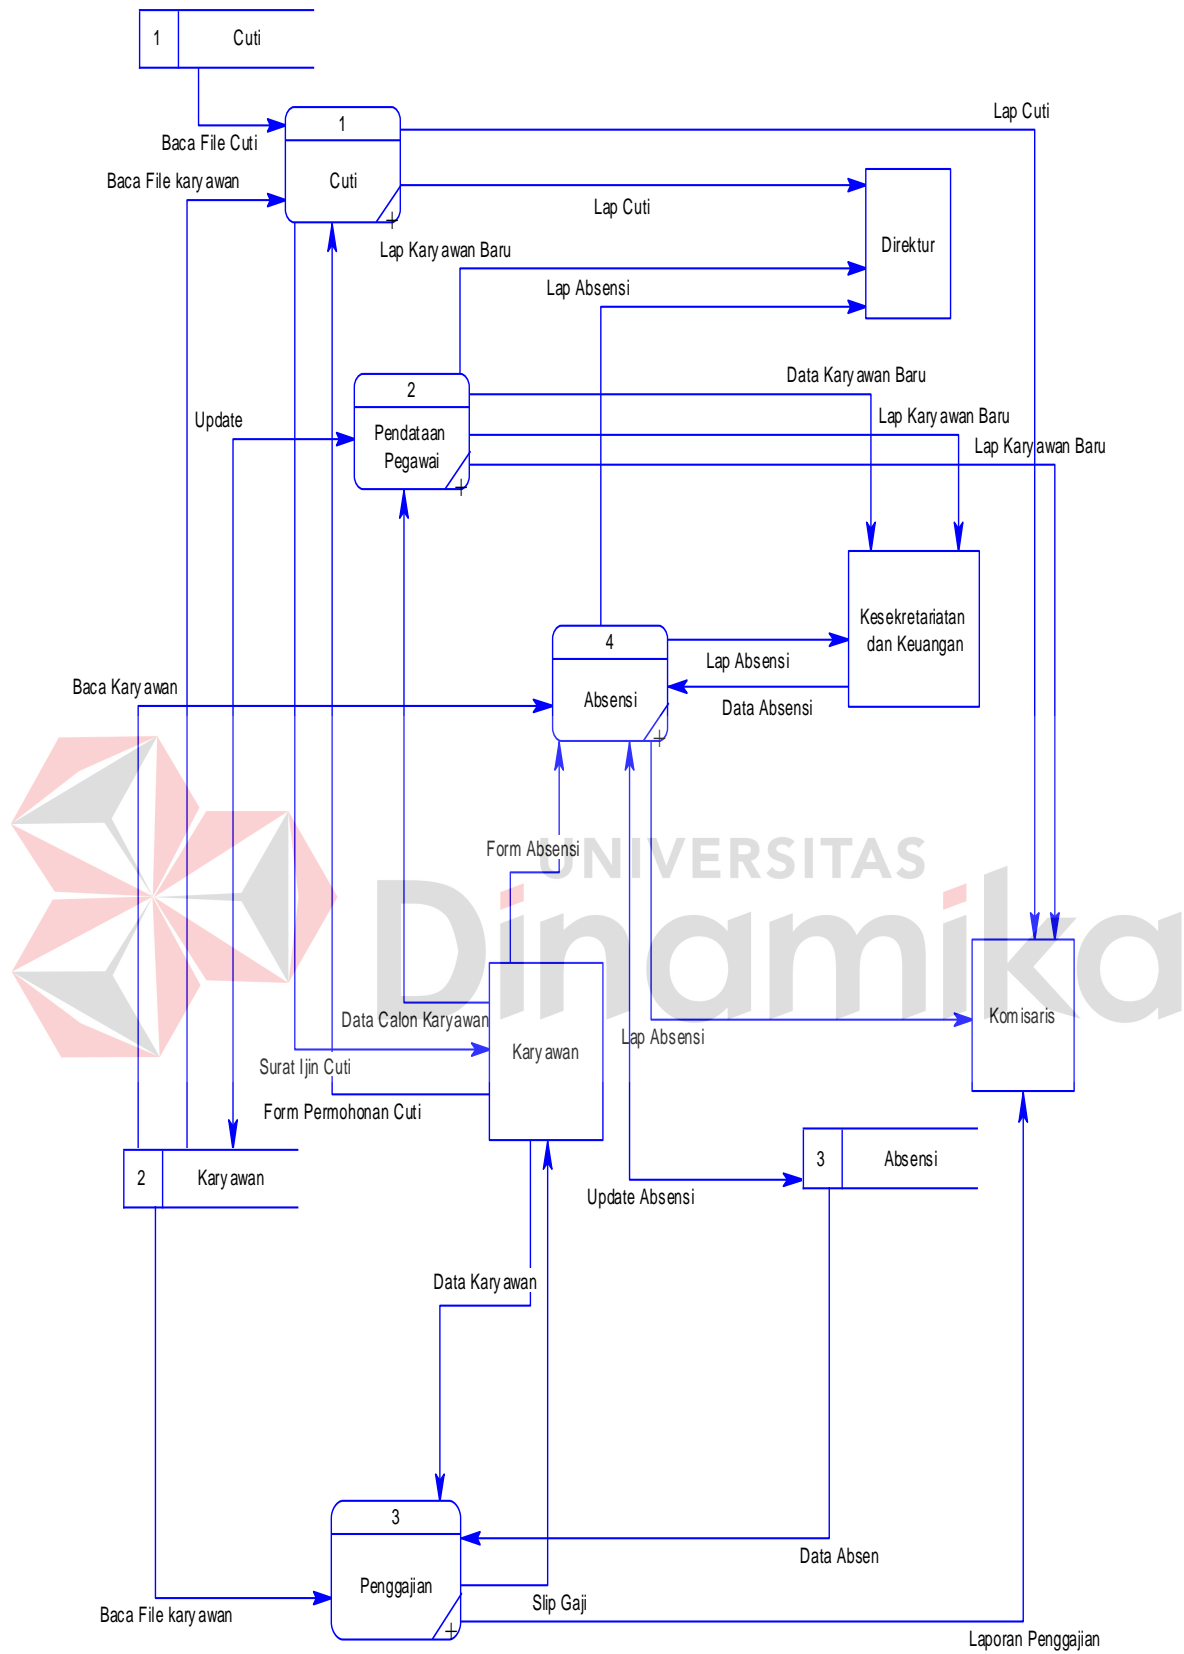 1 Cuti
Lap Cuti
1
Baca File Cuti
Baca File karyawan
Cuti
Lap Cuti
Direktur
Lap Karyawan Baru
Lap Absensi
Data Karyawan Baru
2
Lap Karyawan Baru
Update
Pendataan
Pegawai
Lap Karyawan Baru
Kesekretariatan
dan Keuangan
4
Lap Absensi
Baca Karyawan
Absensi
Data Absensi
Form Absensi
UNIVERSITAS
Dinamika
Data Calon Karyawan
Komisaris
Lap Absensi
Karyawan
Surat Ijin Cuti
Form Permohonan Cuti
3 Absensi
2 Karyawan
Update Absensi
Data Karyawan
3
Data Absen
Penggajian
Slip Gaji
Baca File karyawan
Laporan Penggajian